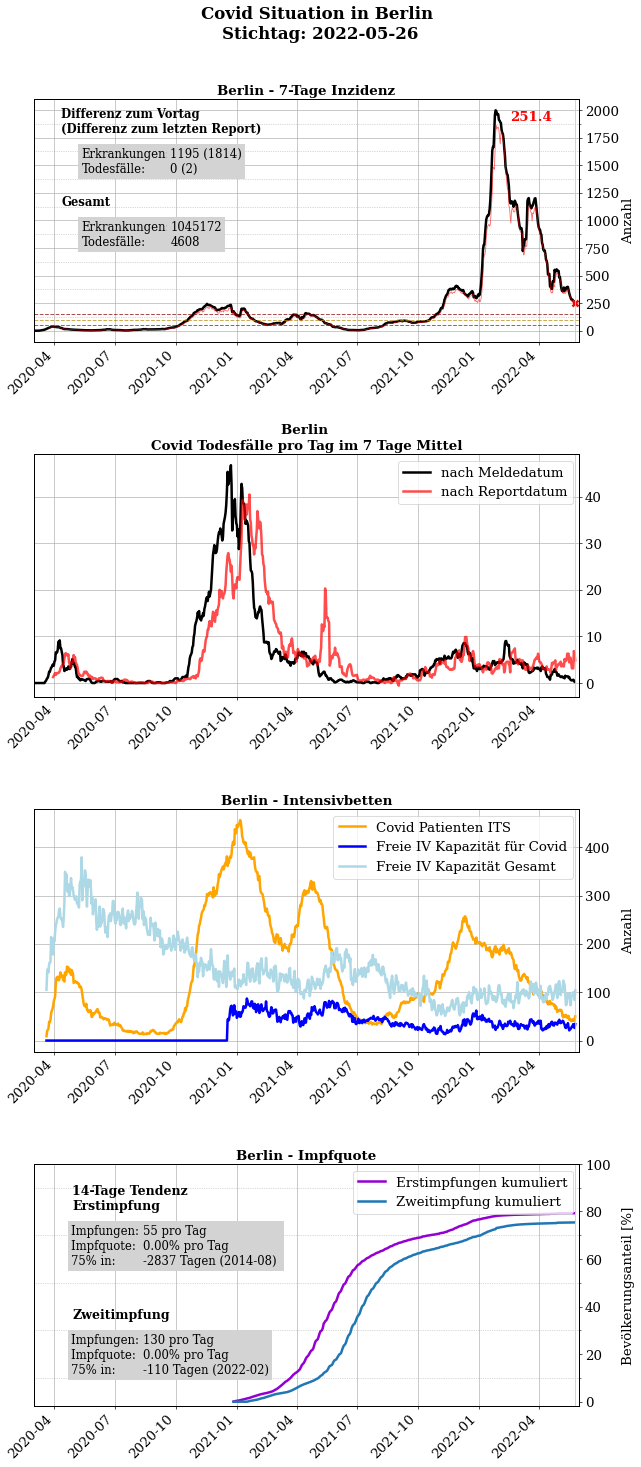 Covid Situation in Berlin
Stichtag: 2022-05-26
Berlin - 7-Tage Inzidenz
Differenz zum Vortag
(Differenz zum letzten Report)
Erkrankungen 1195 (1814)
Todesfälle: 0 (2)
Gesamt
Erkrankungen 1045172
Todesfälle: 4608
251.4
2000
1750
1500
1250
1000
750
500
250
0
Anzahl
2020-04
2020-07
2020-10
2021-01
2021-04
2021-07
2021-10
2022-01
2022-04
Berlin
Covid Todesfälle pro Tag im 7 Tage Mittel
nach Meldedatum
nach Reportdatum
40
30
20
10
0
2020-04
2020-07
2020-10
2021-01
2021-04
2021-07
2021-10
2022-01
2022-04
Berlin - Intensivbetten
Covid Patienten ITS
Freie IV Kapazität für Covid
Freie IV Kapazität Gesamt
400
300
200
100
0
Anzahl
2020-04
2020-07
2020-10
2021-01
2021-04
2021-07
2021-10
2022-01
2022-04
Berlin - Impfquote
14-Tage Tendenz
Erstimpfung
Impfungen: 55 pro Tag
Impfquote: 0.00% pro Tag
75% in: -2837 Tagen (2014-08)
Zweitimpfung
Impfungen: 130 pro Tag
Impfquote: 0.00% pro Tag
75% in: -110 Tagen (2022-02)
Erstimpfungen kumuliert
Zweitimpfung kumuliert
100
80
60
40
20
0
Bevölkerungsanteil [%]
2020-04
2020-07
2020-10
2021-01
2021-04
2021-07
2021-10
2022-01
2022-04